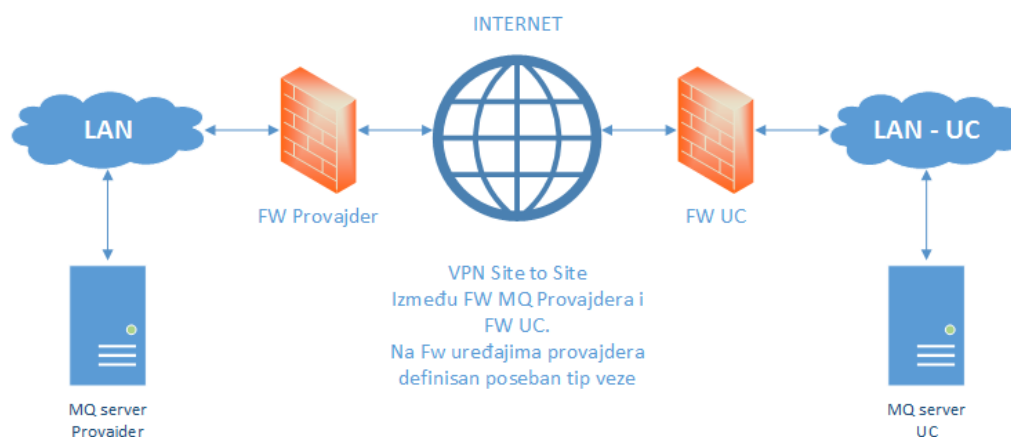 INTERNET
LAN
LAN - UC
FW Provajder
FW UC
VPN Site to Site
Između FW MQ Provajdera i
FW UC.
Na Fw uređajima provajdera
definisan poseban tip veze
MQ server
Provajder
MQ server
UC